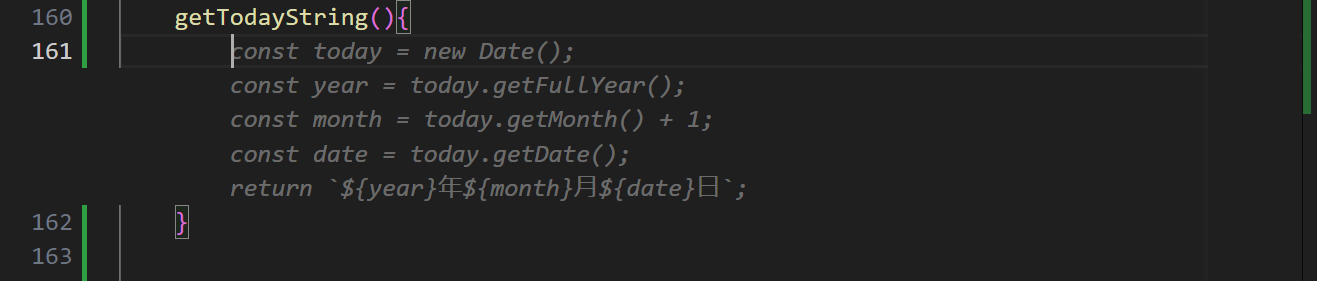 160 getTodayString(){
161 const today = new Date();
const year = today.getFullYear();
const month = today.getMonth() + 1;
const date = today.getDate();
return `${year}年${month}月${date}日`;
162 }
163